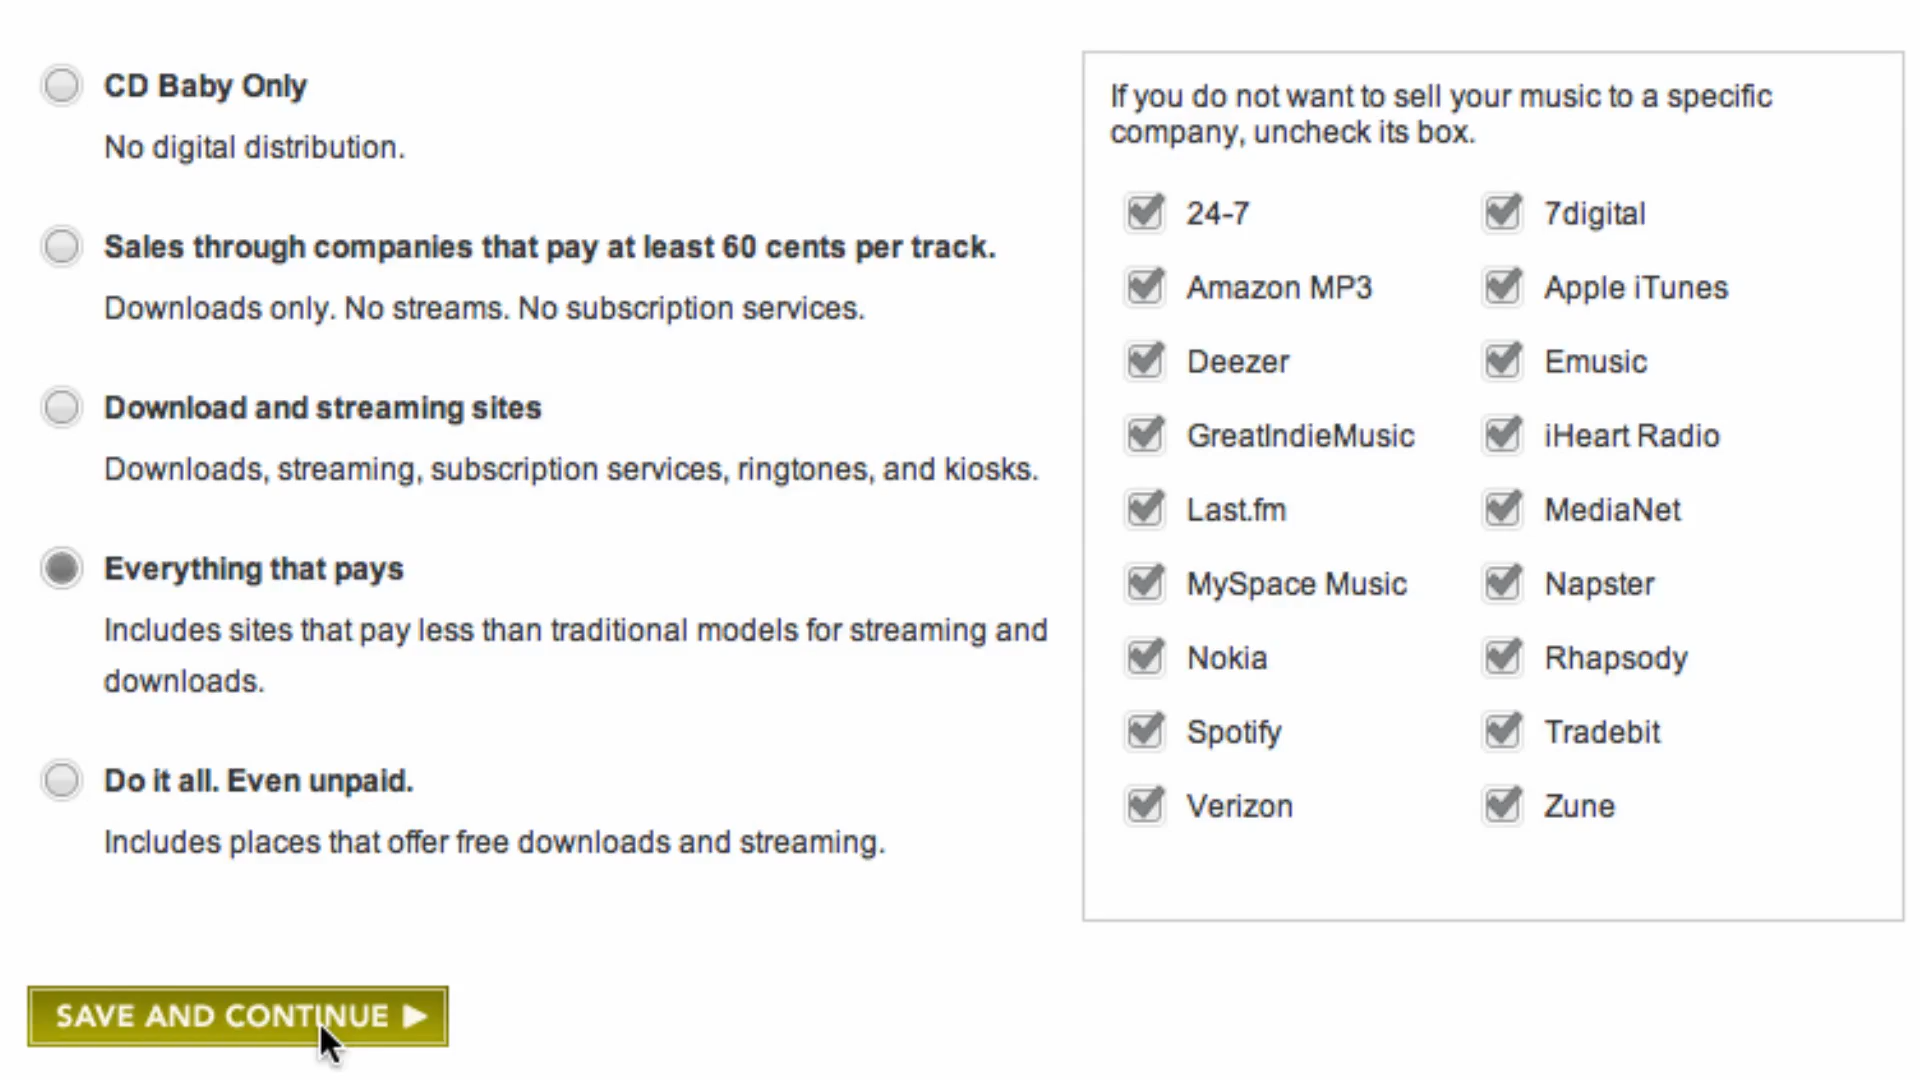 CD Baby Only
No digital distribution.
Sales through companies that pay at least 60 cents per track.
Downloads only. No streams. No subscription services.
Download and streaming sites
Downloads, streaming, subscription services, ringtones, and kiosks.
Everything that pays
Includes sites that pay less than traditional models for streaming and
downloads.
Do it all. Even unpaid.
Includes places that offer free downloads and streaming.
SAVE AND CONTINUE
If you do not want to sell your music to a specific
company, uncheck its box.
24-7 7digital
Amazon MP3 Apple iTunes
Deezer Emusic
GreatIndieMusic iHeart Radio
Last.fm MediaNet
MySpace Music Napster
Nokia Rhapsody
Spotify Tradebit
Verizon Zune